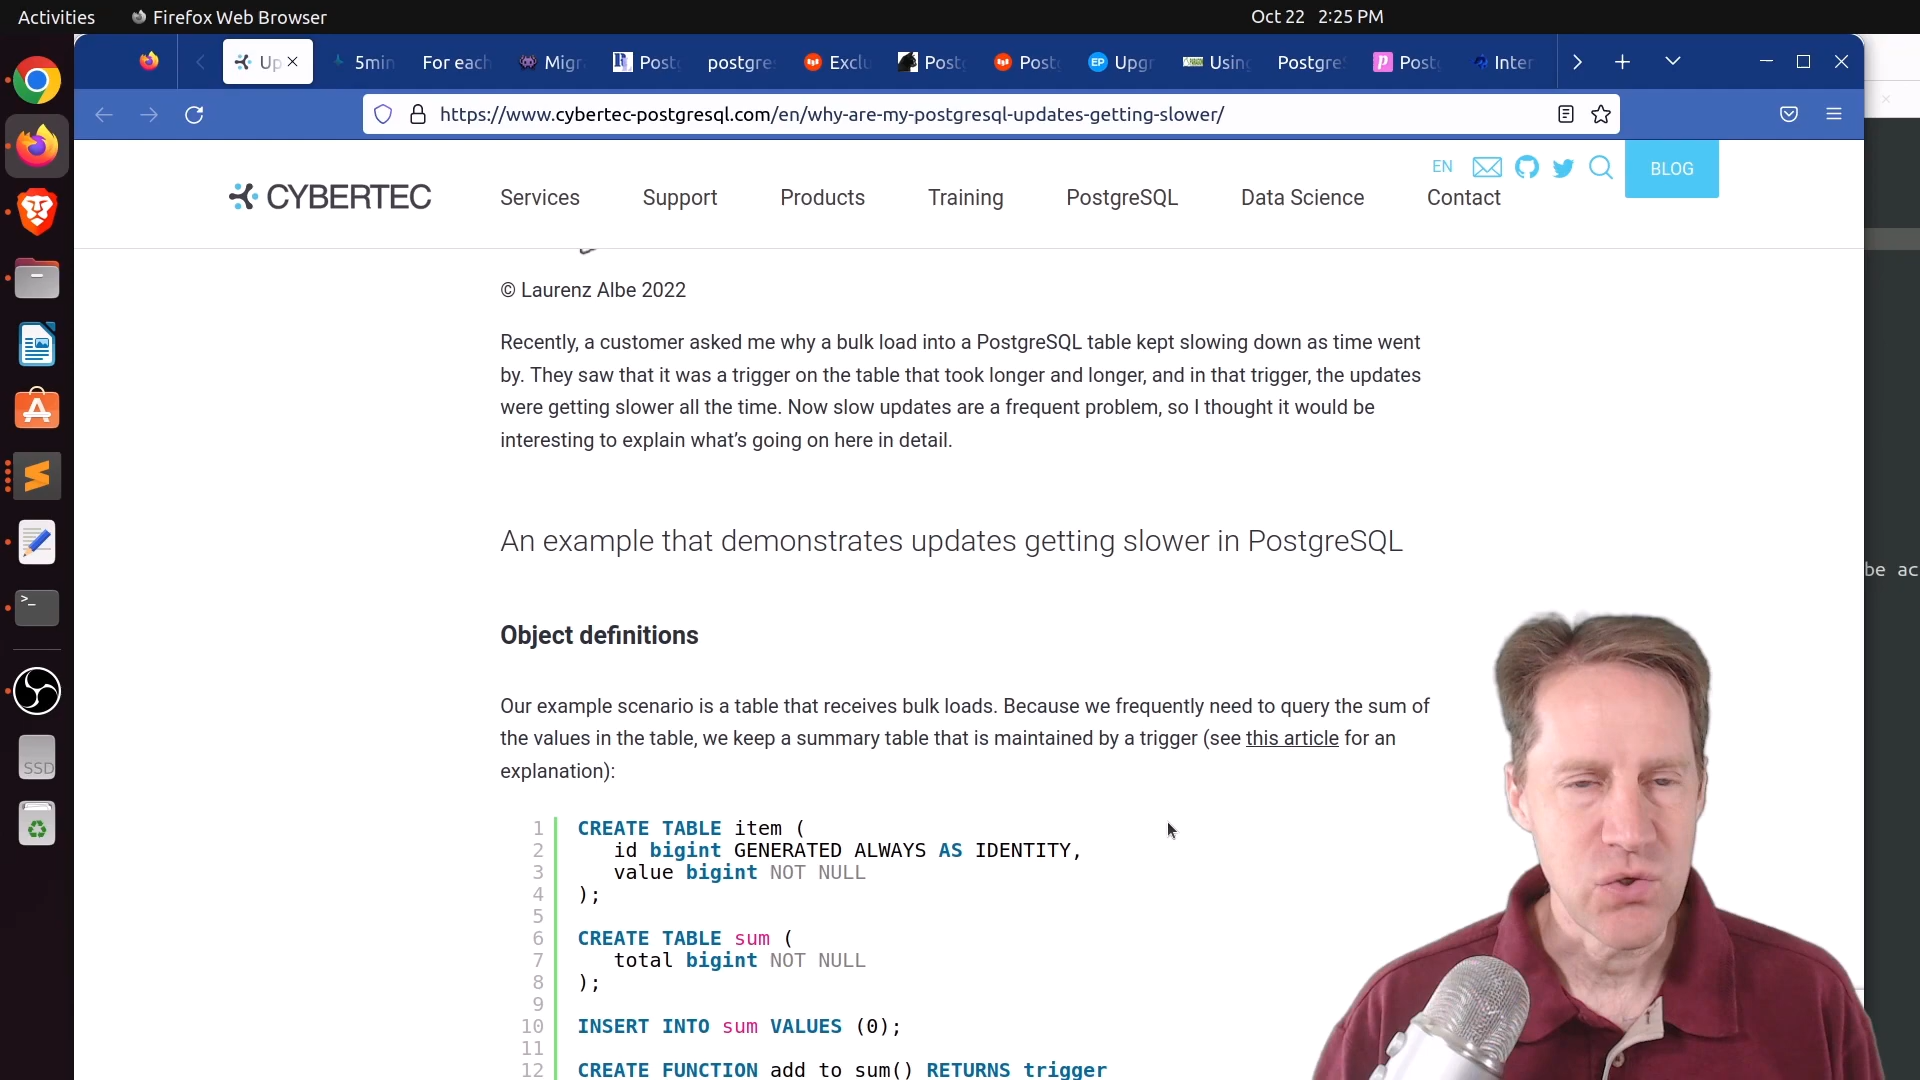 Activities
Firefox Web Browser
Oct 22 2:25 PM
Up
5min
For each
Migr
Post
postgres
Exclu
Post
Post
EP
Upgr
Using
Postgre
Post
Inter
https://www.cybertec-postgresql.com/en/why-are-my-postgresql-updates-getting-slower/
EN
BLOG
CYBERTEC
Services
Support
Products
Training
PostgreSQL
Data Science
Contact
© Laurenz Albe 2022
Recently, a customer asked me why a bulk load into a PostgreSQL table kept slowing down as time went
by. They saw that it was a trigger on the table that took longer and longer, and in that trigger, the updates
were getting slower all the time. Now slow updates are a frequent problem, so I thought it would be
interesting to explain what’s going on here in detail.
be ac
An example that demonstrates updates getting slower in PostgreSQL
Object definitions
Our example scenario is a table that receives bulk loads. Because we frequently need to query the sum of
the values in the table, we keep a summary table that is maintained by a trigger (see this article for an
explanation):
SSD
1 CREATE TABLE item (
2 id bigint GENERATED ALWAYS AS IDENTITY,
3 value bigint NOT NULL
4 );
5
6 CREATE TABLE sum (
7 total bigint NOT NULL
8 );
9
10 INSERT INTO sum VALUES (0);
11
12 CREATE FUNCTION add to sum() RETURNS trigger